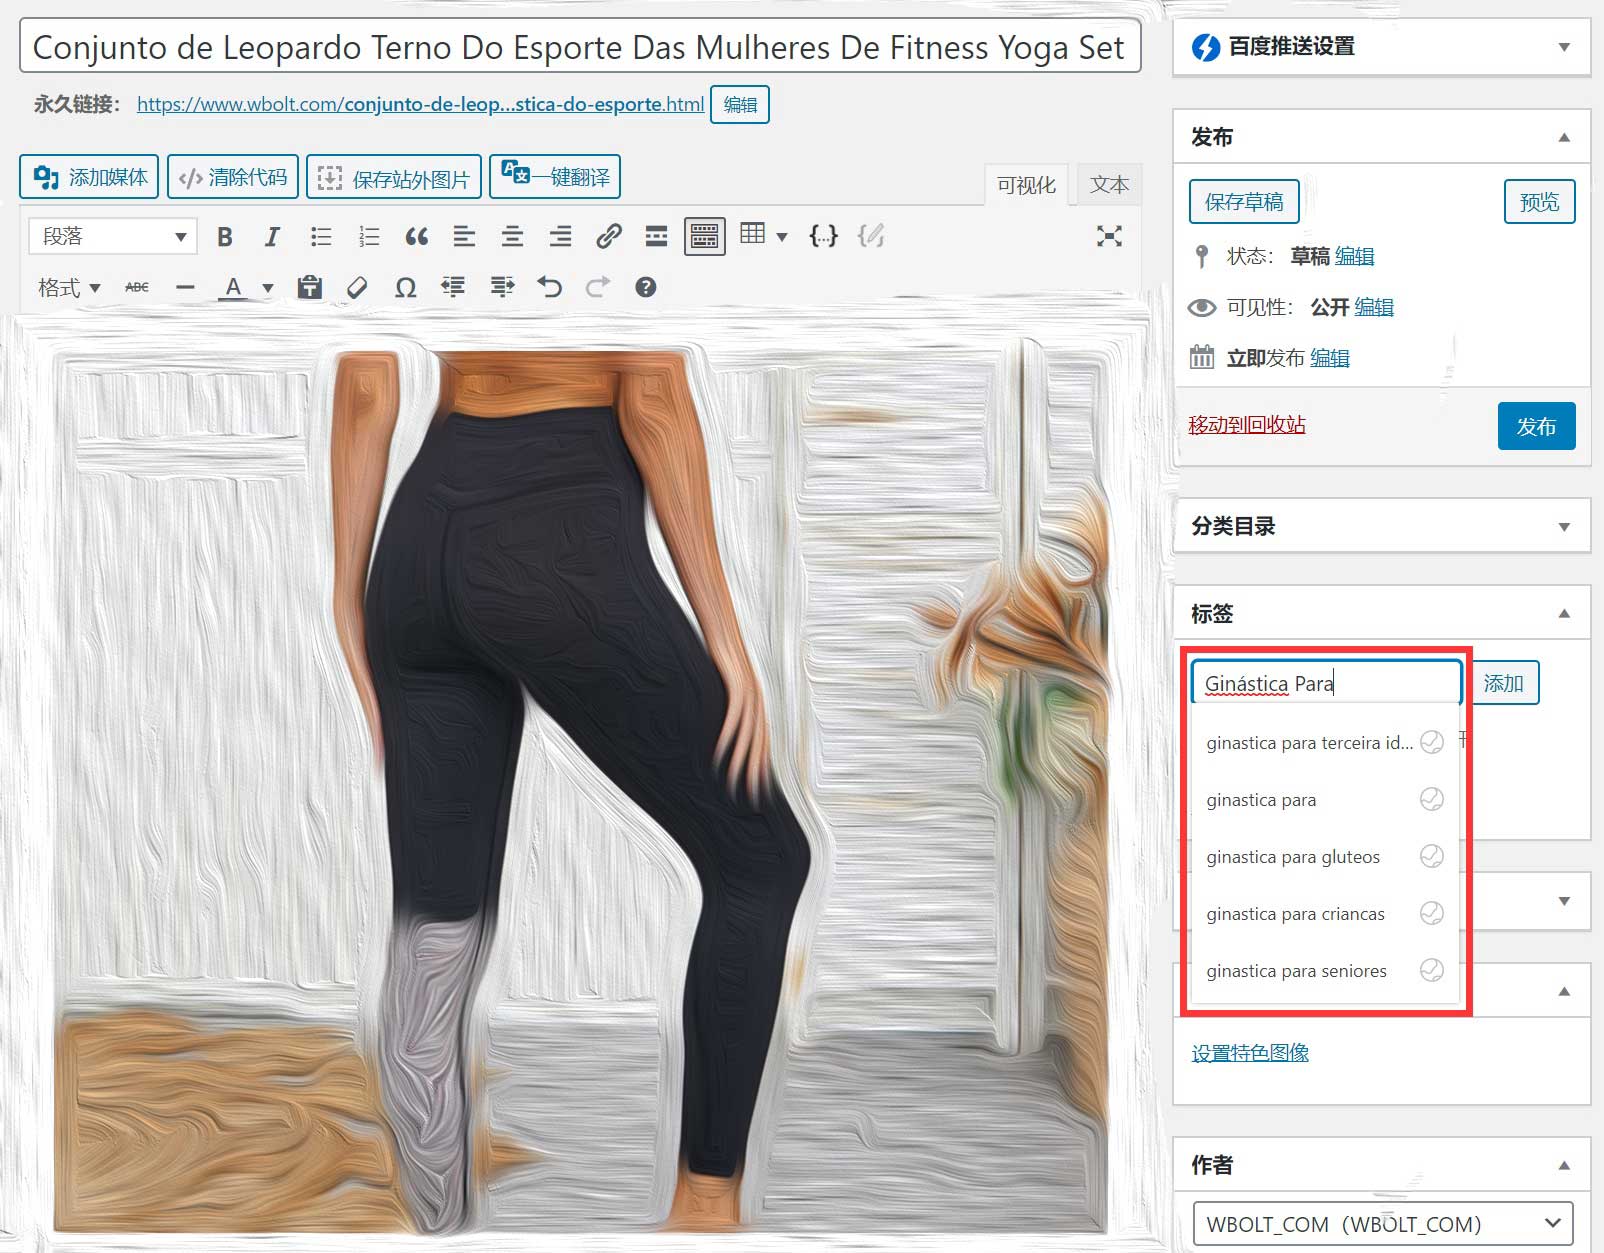 Conjunto de Leopardo Terno Do Esporte Das Mulheres De Fitness Yoga Set
永久链接： https://www.wbolt.com/conjunto-de-leop…stica-do-esporte.html 编辑
添加媒体 清除代码 保存站外图片 一键翻译
可视化 文本
段落
格式 ABC
百度推送设置
发布
保存草稿 预览
状态： 草稿 编辑
可见性： 公开 编辑
立即发布 编辑
移动到回收站 发布
分类目录
标签
Ginástica Para 添加
ginastica para terceira id...
ginastica para
ginastica para gluteos
ginastica para criancas
ginastica para seniores
设置特色图像
作者
WBOLT_COM（WBOLT_COM）